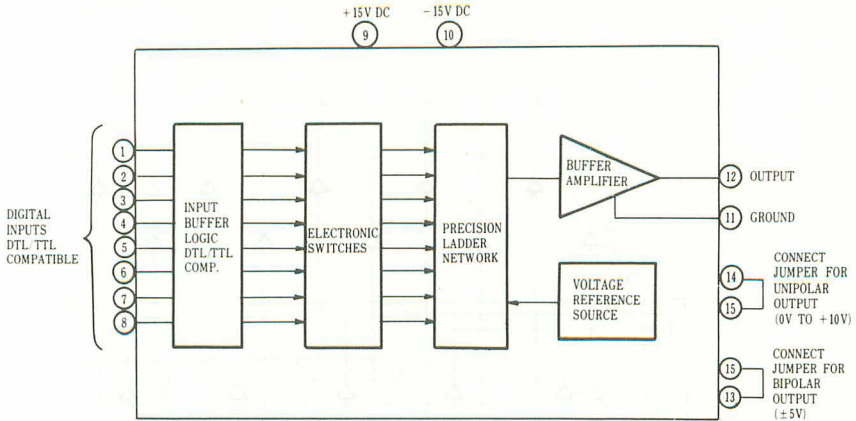 +15V DC
-15V DC
9
10
1
2
3
4
5
6
7
8
DIGITAL
INPUTS
DTL/TTL
COMPATIBLE
INPUT
BUFFER
LOGIC
DTL/TTL
COMP.
ELECTRONIC
SWITCHES
PRECISION
LADDER
NETWORK
BUFFER
AMPLIFIER
VOLTAGE
REFERENCE
SOURCE
12 OUTPUT
11 GROUND
14
15
CONNECT
JUMPER FOR
UNIPOLAR
OUTPUT
(0V TO +10V)
15
13
CONNECT
JUMPER FOR
BIPOLAR
OUTPUT
(±5V)